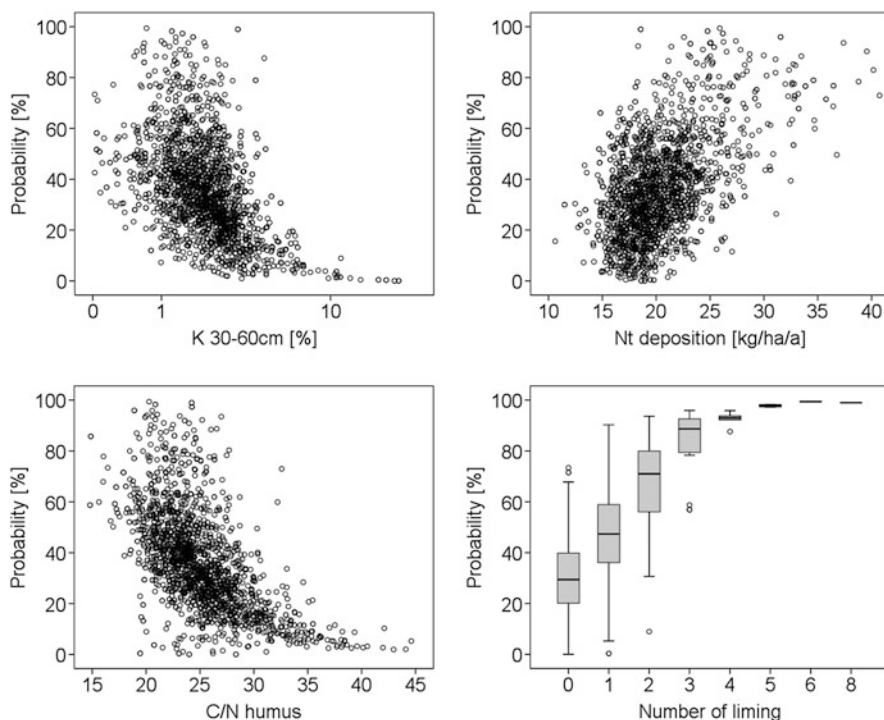 100
80
60
40
20
0
Probability [%]
0 1 10
K 30-60cm [%]
100
80
60
40
20
0
Probability [%]
10 15 20 25 30 35 40
Nt deposition [kg/ha/a]
100
80
60
40
20
0
Probability [%]
15 20 25 30 35 40 45
C/N humus
100
80
60
40
20
0
Probability [%]
0 1 2 3 4 5 6 8
Number of liming